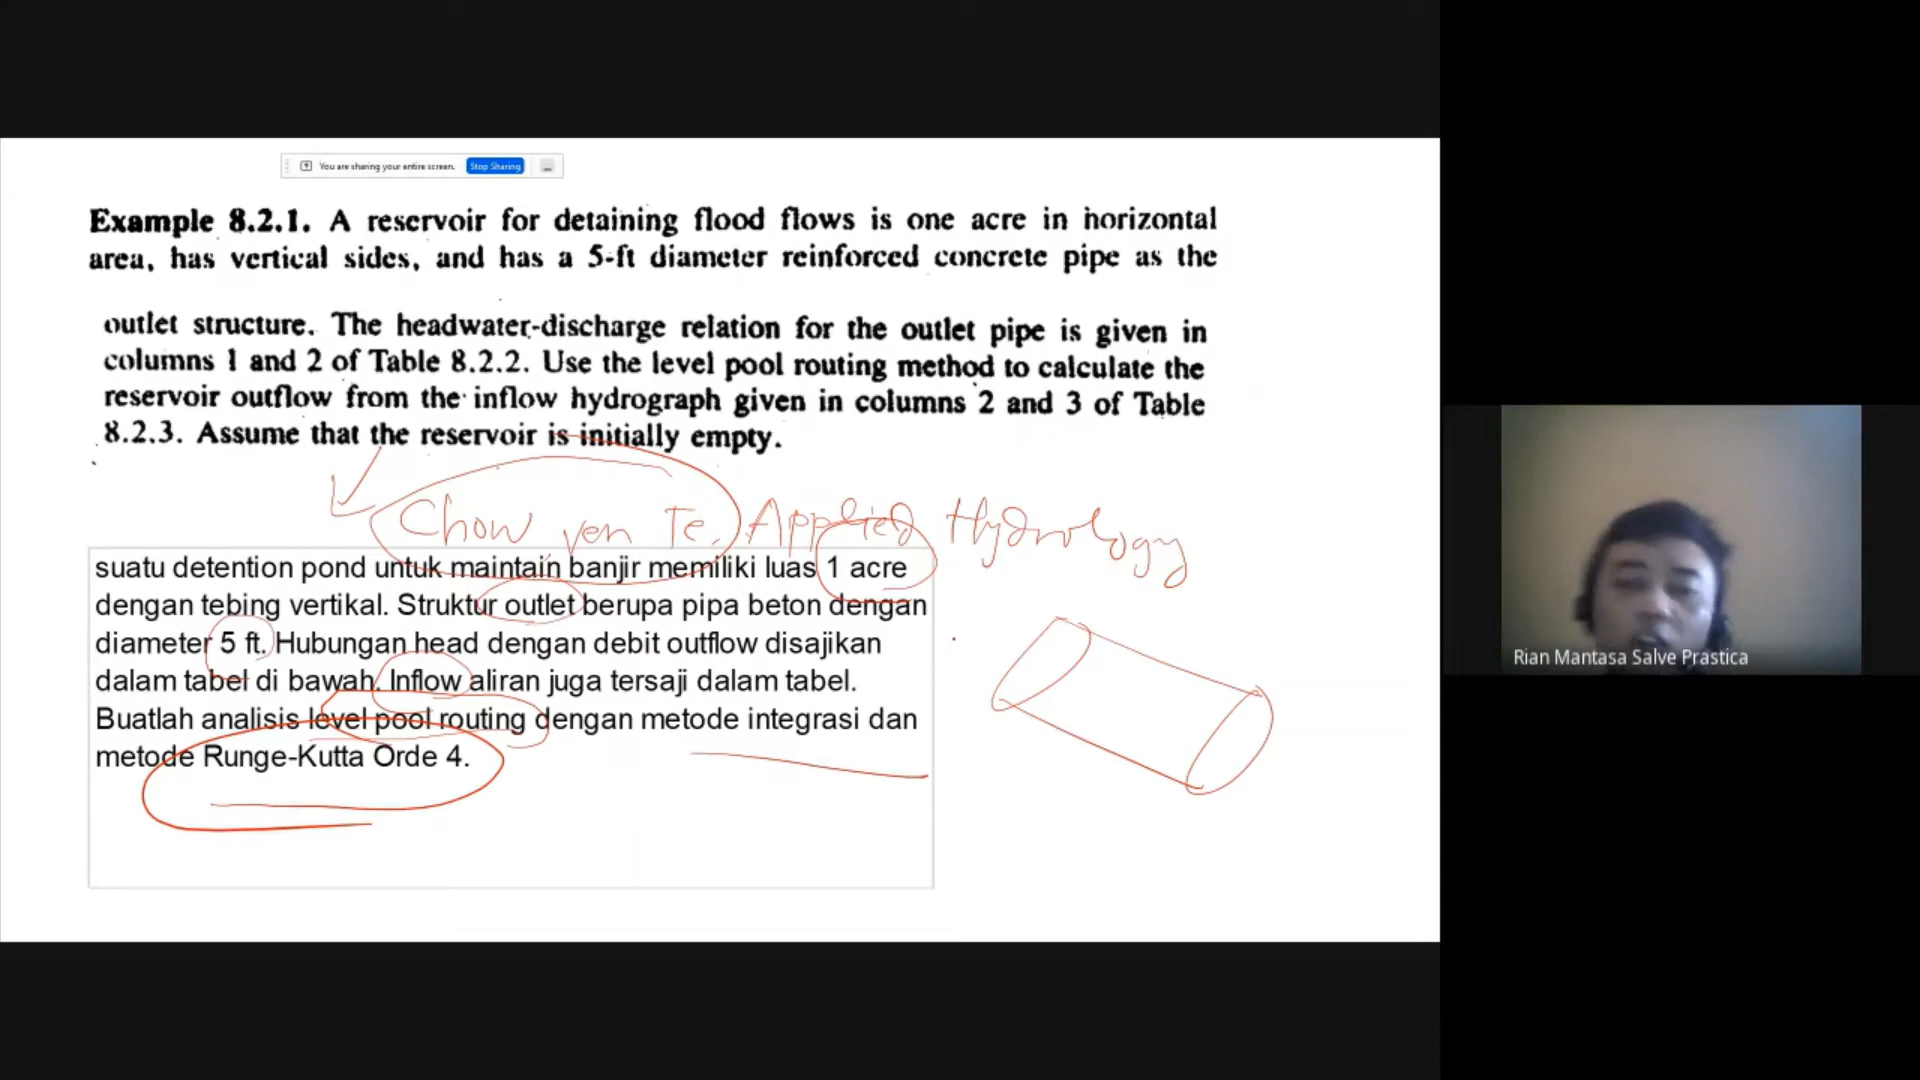 You are sharing your entire screen. Stop Sharing
Example 8.2.1. A reservoir for detaining flood flows is one acre in horizontal
area, has vertical sides, and has a 5-ft diameter reinforced concrete pipe as the
outlet structure. The headwater-discharge relation for the outlet pipe is given in
columns 1 and 2 of Table 8.2.2. Use the level pool routing method to calculate the
reservoir outflow from the inflow hydrograph given in columns 2 and 3 of Table
8.2.3. Assume that the reservoir is initially empty.
Chow ven Te, Applied Hydrology
suatu detention pond untuk maintain banjir memiliki luas 1 acre
dengan tebing vertikal. Struktur outlet berupa pipa beton dengan
diameter 5 ft. Hubungan head dengan debit outflow disajikan
dalam tabel di bawah. Inflow aliran juga tersaji dalam tabel.
Buatlah analisis level pool routing dengan metode integrasi dan
metode Runge-Kutta Orde 4.
Rian Mantasa Salve Prastica